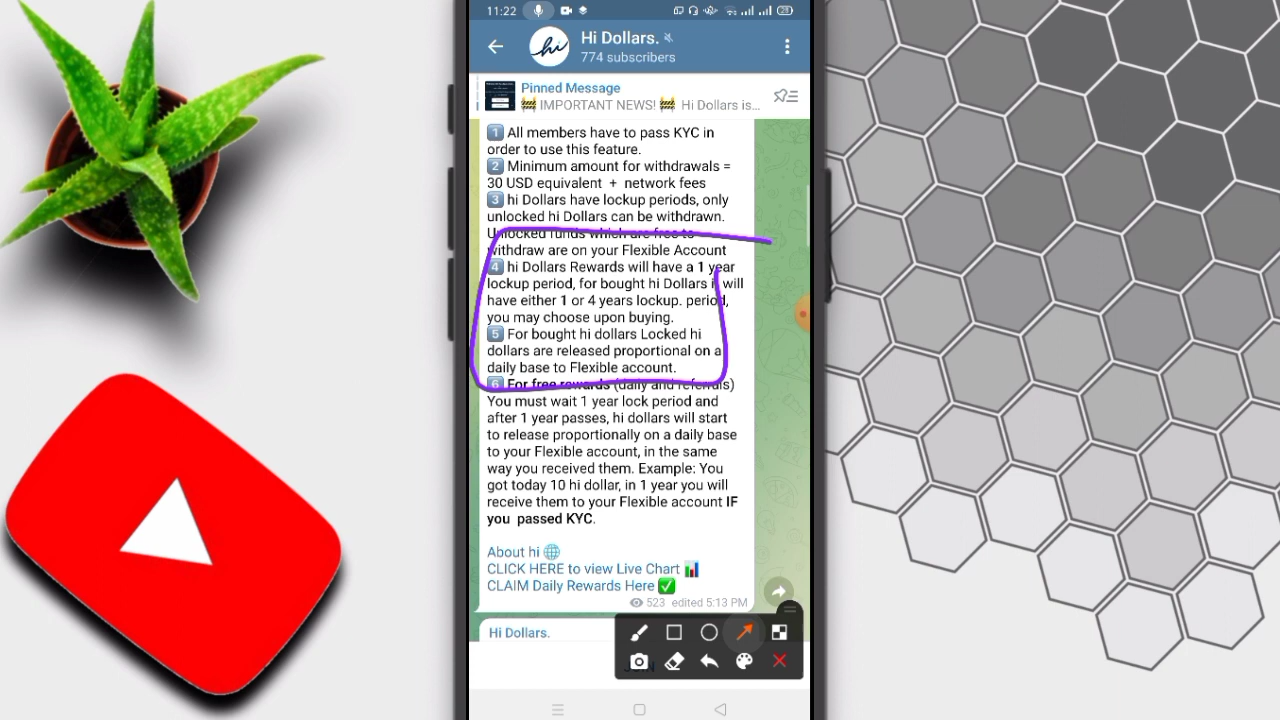 11:22
29
hi
Hi Dollars.
774 subscribers
Pinned Message
🚧 IMPORTANT NEWS! 🚧 Hi Dollars is...
1 All members have to pass KYC in
order to use this feature.
2 Minimum amount for withdrawals =
30 USD equivalent + network fees
3 hi Dollars have lockup periods, only
unlocked hi Dollars can be withdrawn.
Unlocked funds which are free to
withdraw are on your Flexible Account
4 hi Dollars Rewards will have a 1 year
lockup period, for bought hi Dollars it will
have either 1 or 4 years lockup. period,
you may choose upon buying.
5 For bought hi dollars Locked hi
dollars are released proportional on a
daily base to Flexible account.
6 For free rewards (daily and referrals)
You must wait 1 year lock period and
after 1 year passes, hi dollars will start
to release proportionally on a daily base
to your Flexible account, in the same
way you received them. Example: You
got today 10 hi dollar, in 1 year you will
receive them to your Flexible account IF
you passed KYC.
About hi 🌐
CLICK HERE to view Live Chart 📊
CLAIM Daily Rewards Here ✅
523 edited 5:13 PM
Hi Dollars.